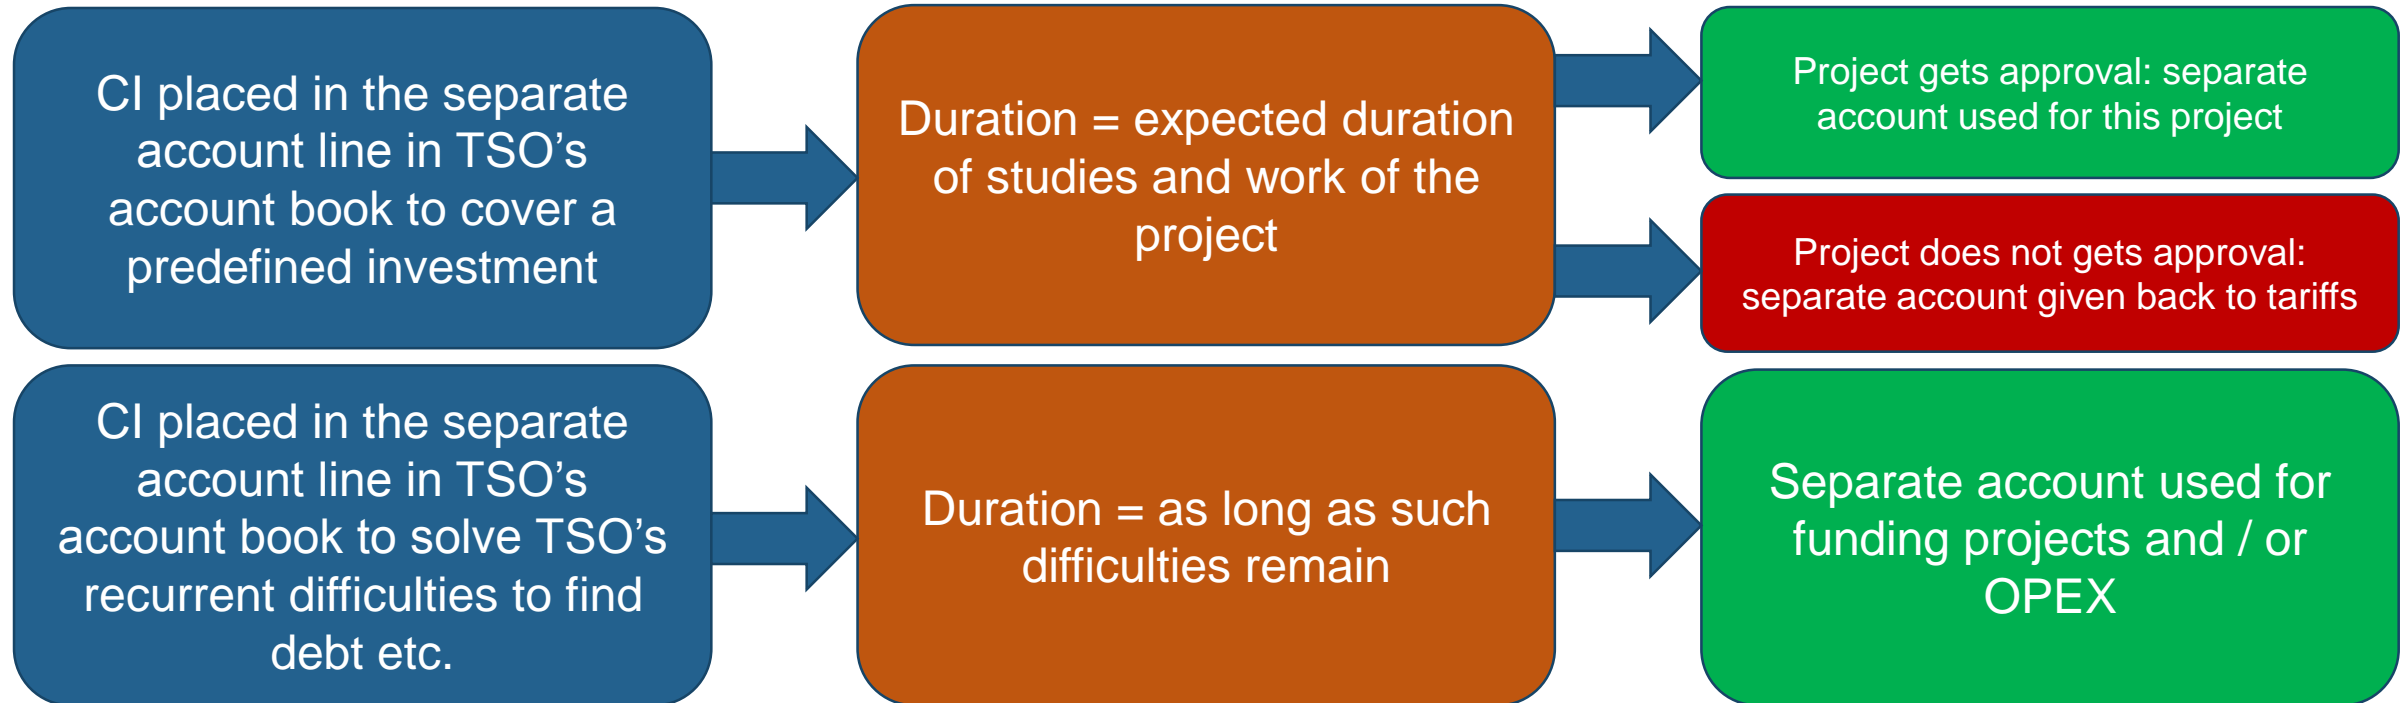 CI placed in the separate
account line in TSO’s
account book to cover a
predefined investment
Duration = expected duration
of studies and work of the
project
Project gets approval: separate
account used for this project
Project does not gets approval:
separate account given back to tariffs
CI placed in the separate
account line in TSO’s
account book to solve TSO’s
recurrent difficulties to find
debt etc.
Duration = as long as such
difficulties remain
Separate account used for
funding projects and / or
OPEX